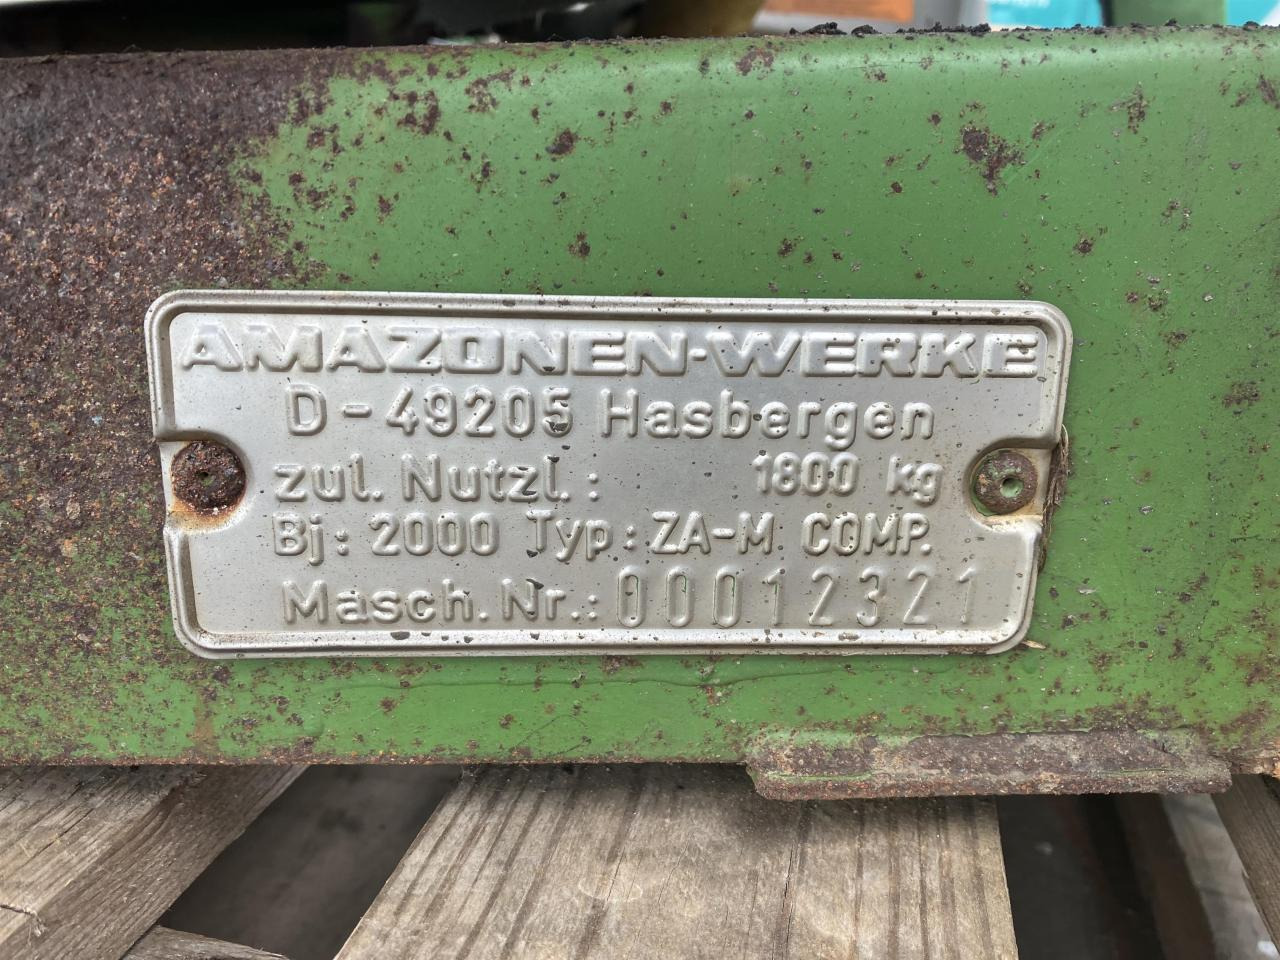 AMAZONEN-WERKE
D-49205 Hasbergen
zul. Nutzl.: 1800 kg
Bj: 2000 Typ: ZA-M COMP.
Masch. Nr.: 00012321